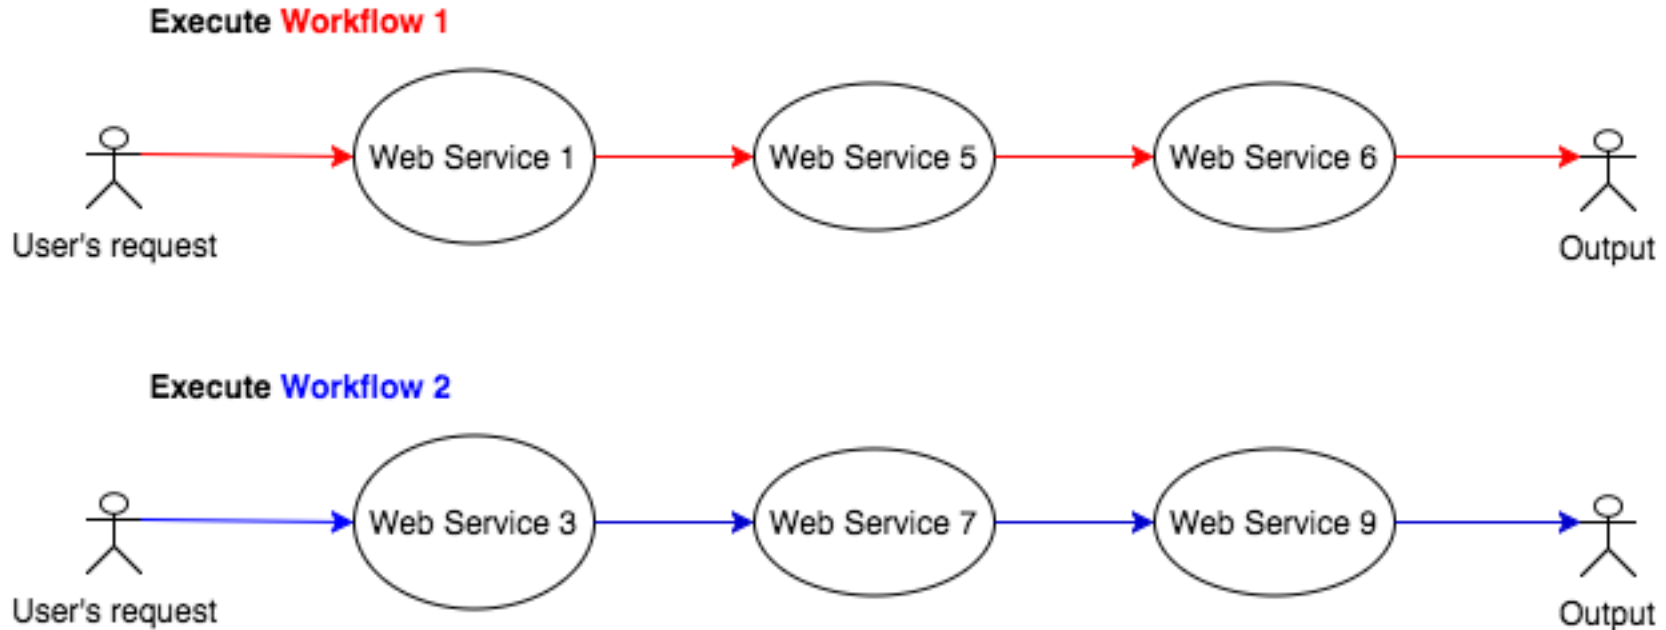 Execute Workflow 1
Web Service 1
Web Service 5
Web Service 6
User's request
Output
Execute Workflow 2
Web Service 3
Web Service 7
Web Service 9
User's request
Output